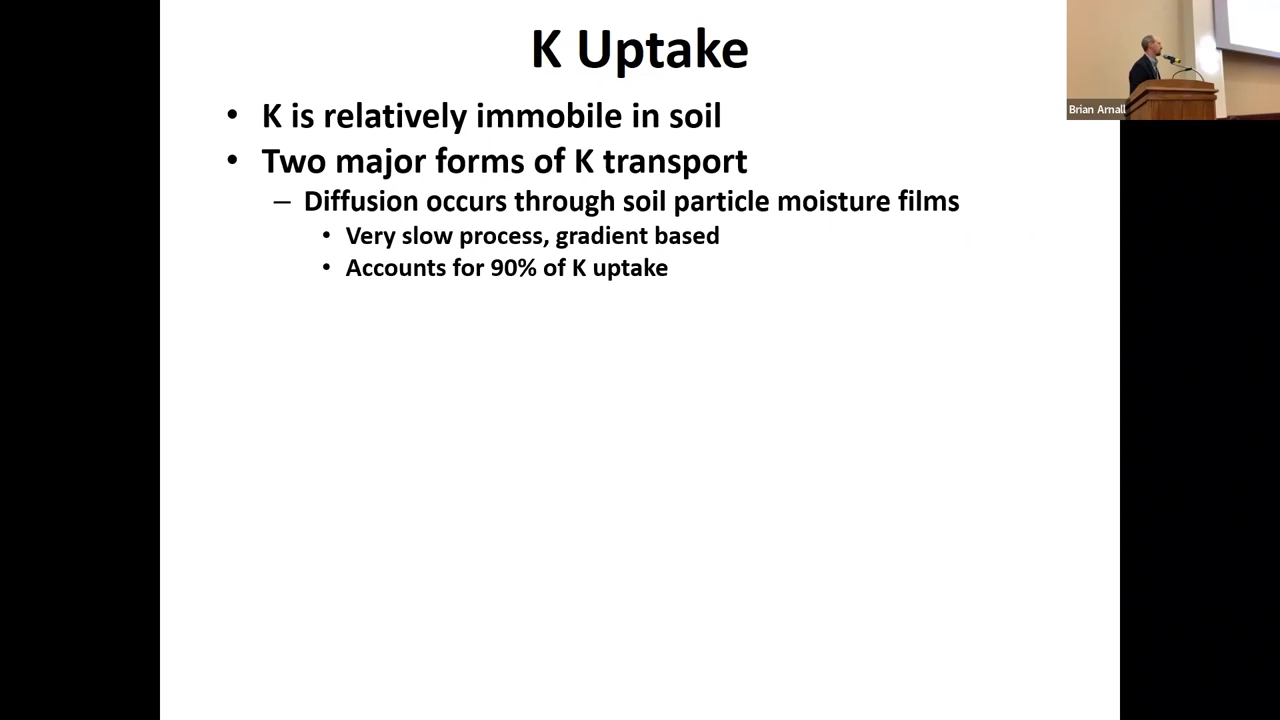 K Uptake
• K is relatively immobile in soil
• Two major forms of K transport
– Diffusion occurs through soil particle moisture films
• Very slow process, gradient based
• Accounts for 90% of K uptake
Brian Arnall